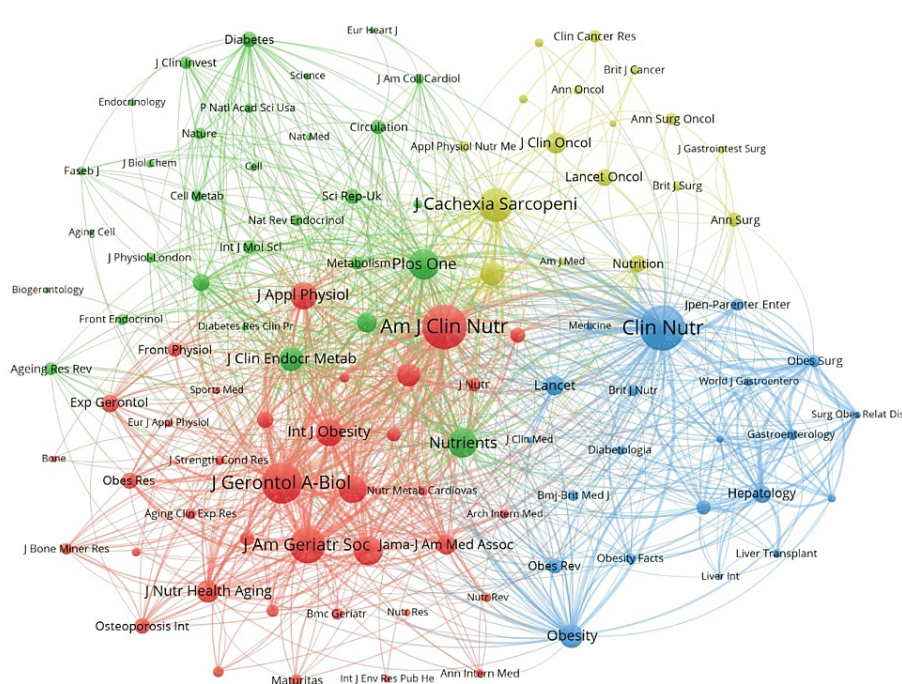 Eur Heart J
Diabetes
Clin Cancer Res
J Clin Invest
Brit J Cancer
Science
J Am Coll Cardiol
Ann Oncol
Endocrinology
P Natl Acad Sci Usa
Ann Surg Oncol
Circulation
Nature
Nat Med
Appl Physiol Nutr Me
J Clin Oncol
J Gastrointest Surg
Faseb J
J Biol Chem
Cell
Lancet Oncol
Brit J Surg
Cell Metab
Sci Rep-Uk
J Cachexia Sarcopeni
Nat Rev Endocrinol
Ann Surg
Aging Cell
Int J Mol Sci
J Physiol-London
Metabolism
Plos One
Am J Med
Nutrition
Biogerontology
J Appl Physiol
Jpen-Parenter Enter
Front Endocrinol
Diabetes Res Clin Pr
Am J Clin Nutr
Medicine
Clin Nutr
Front Physiol
J Clin Endocr Metab
Obes Surg
Ageing Res Rev
Sports Med
J Nutr
Lancet
Brit J Nutr
World J Gastroentero
Exp Gerontol
Surg Obes Relat Dis
Eur J Appl Physiol
Int J Obesity
Nutrients
J Clin Med
Gastroenterology
Diabetologia
Bone
J Strength Cond Res
Obes Res
J Gerontol A-Biol
Nutr Metab Cardiovas
Bmj-Brit Med J
Hepatology
Aging Clin Exp Res
Arch Intern Med
J Bone Miner Res
J Am Geriatr Soc
Jama-J Am Med Assoc
Obes Rev
Obesity Facts
Liver Transplant
Liver Int
J Nutr Health Aging
Nutr Rev
Bmc Geriatr
Nutr Res
Osteoporosis Int
Obesity
Maturitas
Int J Env Res Pub He
Ann Intern Med